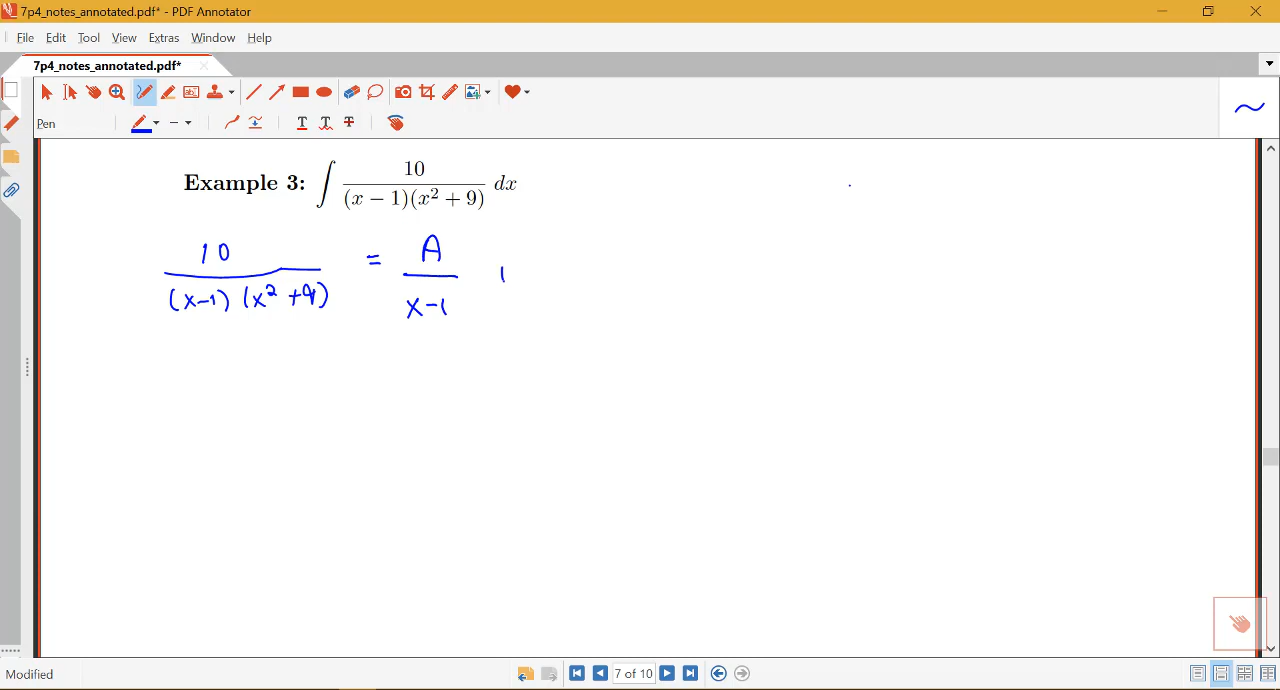 7p4_notes_annotated.pdf* - PDF Annotator
File Edit Tool View Extras Window Help
7p4_notes_annotated.pdf*
Pen
T T T
Example 3: ∫ 10 / (x − 1)(x² + 9) dx
10 / (x-1) (x² +9) = A / x-1
Modified
7 of 10